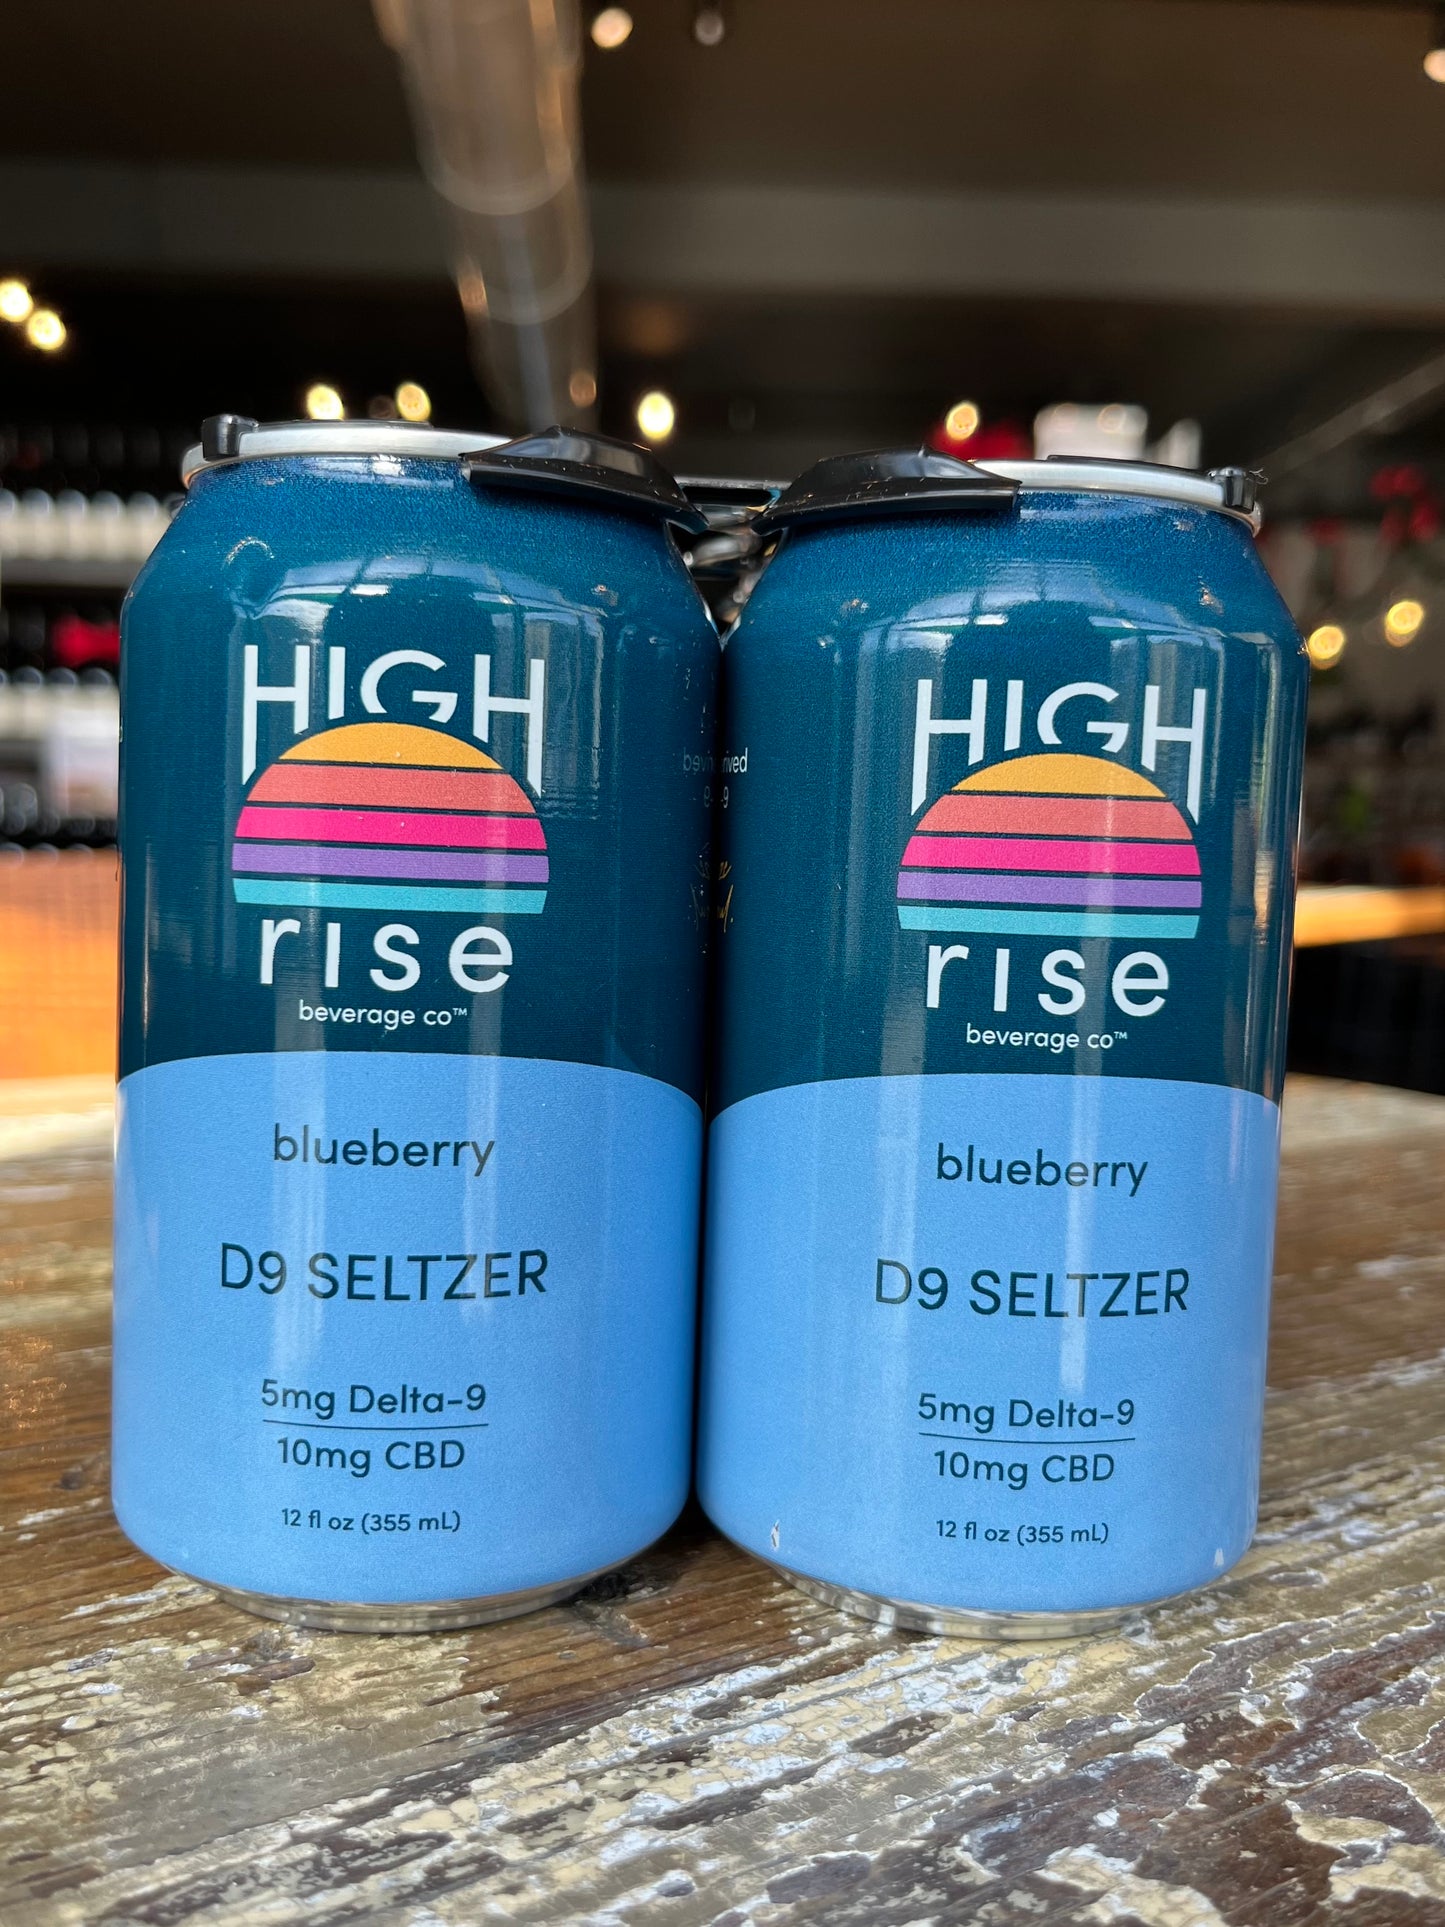 HIGH
rise
beverage co™
blueberry
D9 SELTZER
5mg Delta-9
10mg CBD
12 fl oz (355 mL)
HIGH
rise
beverage co™
blueberry
D9 SELTZER
5mg Delta-9
10mg CBD
12 fl oz (355 mL)